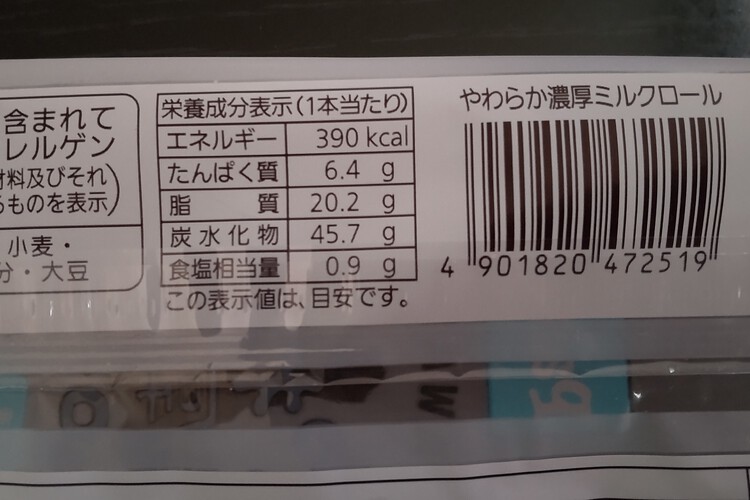 含まれて
レルゲン
材料及びそれ
るものを表示)
小麦・
分・大豆
栄養成分表示(1本当たり)
エネルギー 390 kcal
たんぱく質 6.4 g
脂質 20.2 g
炭水化物 45.7 g
食塩相当量 0.9 g
この表示値は、目安です。
やわらか濃厚ミルクロール
4 901820 472519